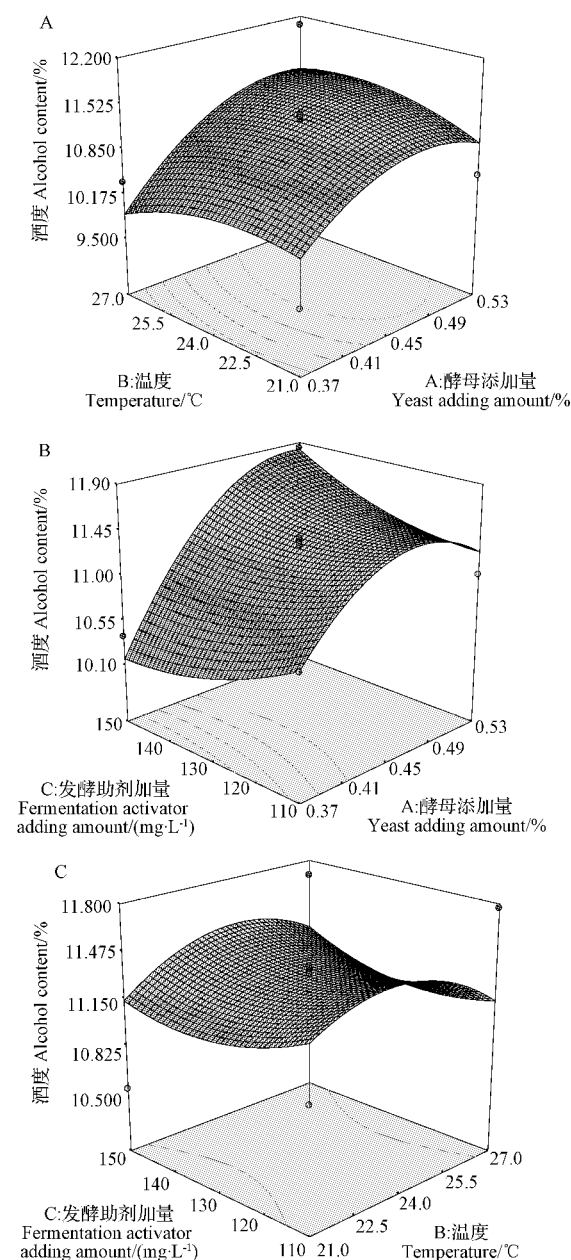 A
12.200
11.525
10.850
10.175
9.500
酒度 Alcohol content/%
27.0
25.5
24.0
22.5
21.0
0.37
0.41
0.45
0.49
0.53
B:温度
Temperature/℃
A:酵母添加量
Yeast adding amount/%
B
11.90
11.45
11.00
10.55
10.10
酒度 Alcohol content/%
150
140
130
120
110
0.37
0.41
0.45
0.49
0.53
C:发酵助剂加量
Fermentation activator
adding amount/(mg·L⁻¹)
A:酵母添加量
Yeast adding amount/%
C
11.800
11.475
11.150
10.825
10.500
酒度 Alcohol content/%
150
140
130
120
110
21.0
22.5
24.0
25.5
27.0
C:发酵助剂加量
Fermentation activator
adding amount/(mg·L⁻¹)
B:温度
Temperature/℃